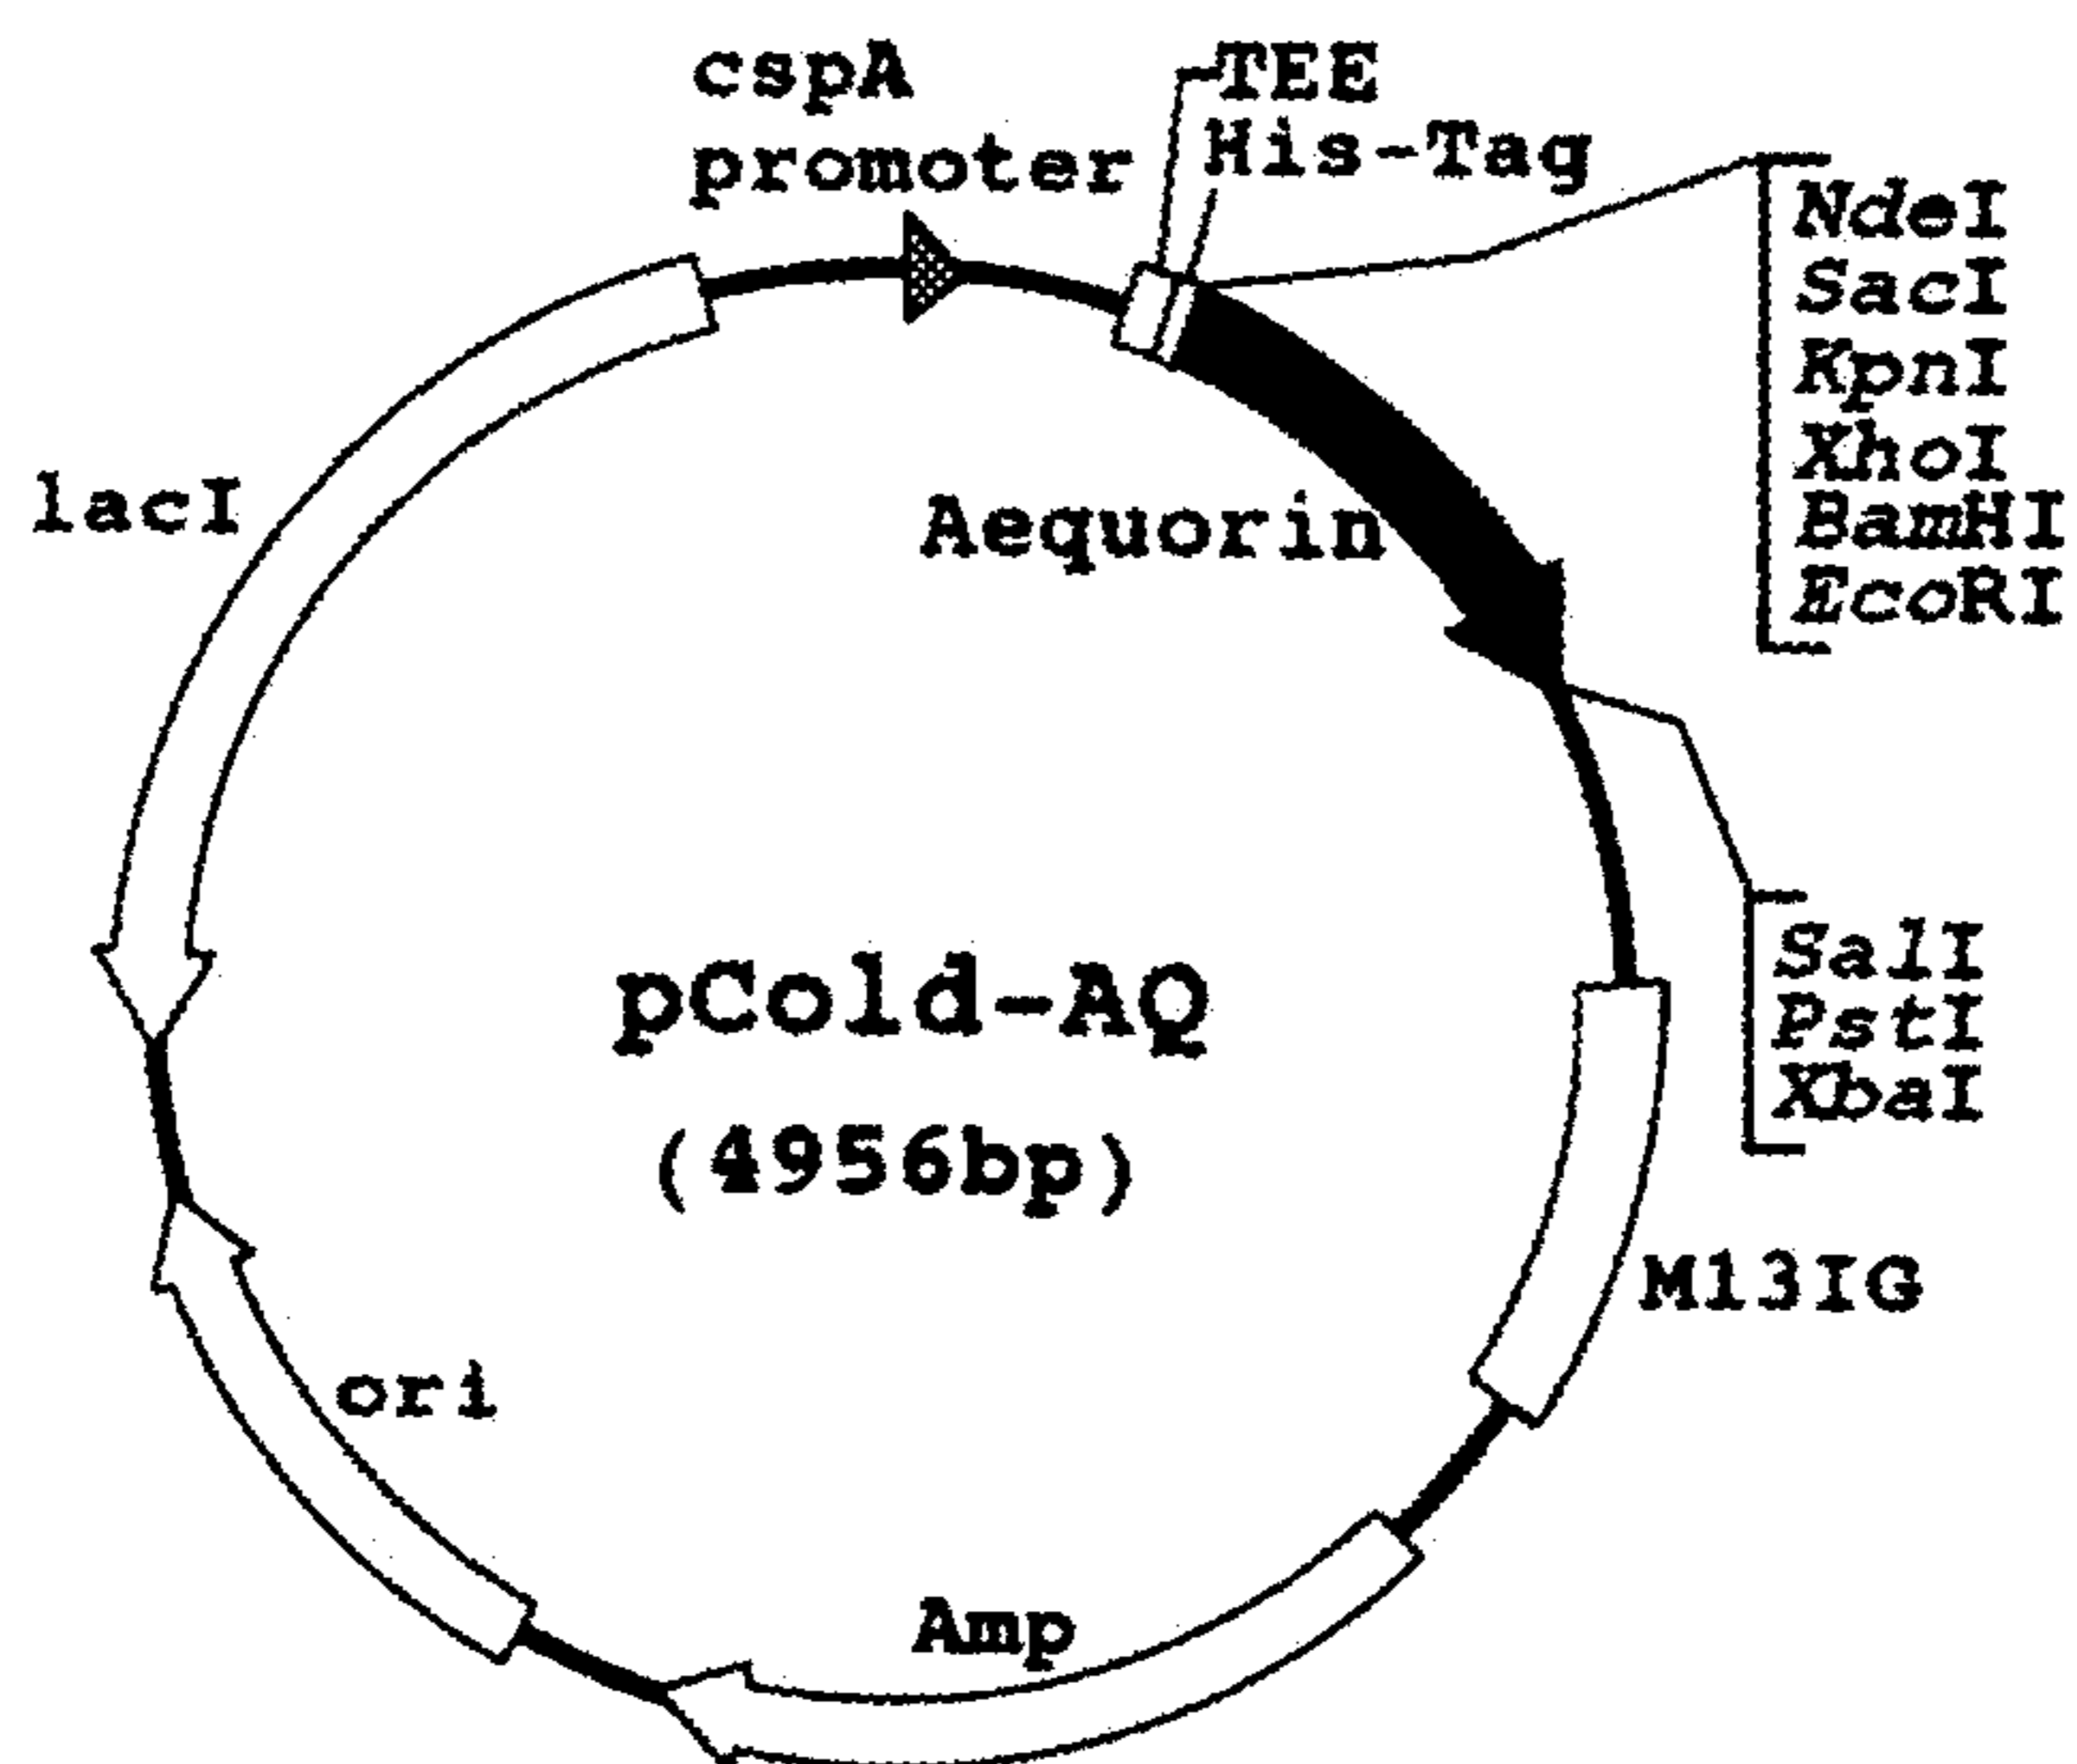 cspA
promoter
TEE
His-Tag
NdeI
SacI
KpnI
XhoI
BamHI
EcoRI
lacI
Aequorin
pCold-AQ
(4956bp)
SalI
PstI
XbaI
M13IG
ori
Amp